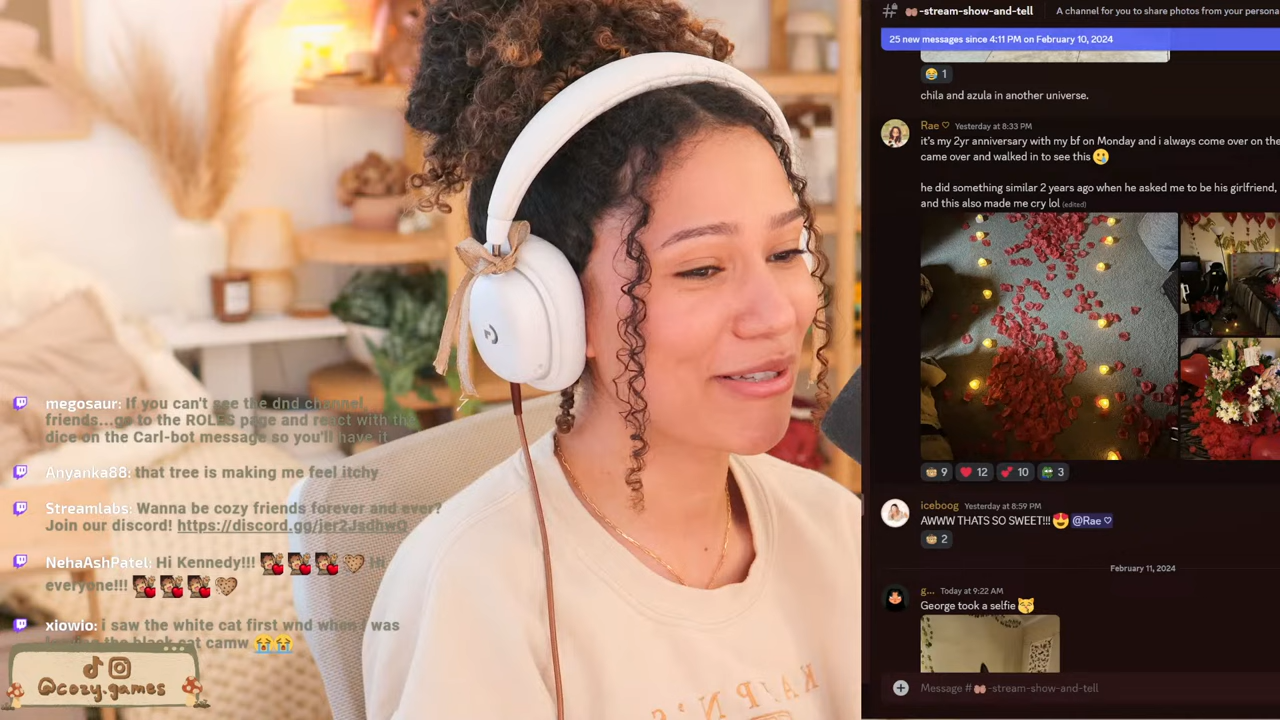 megosaur: If you can't see the dnd channel,
friends...go to the ROLES page and react with the
dice on the Carl-bot message so you'll have it
Anyanka88: that tree is making me feel itchy
Streamlabs: Wanna be cozy friends forever and ever?
Join our discord! https://discord.gg/jer2JsdhwQ
NehaAshPatel: Hi Kennedy!!! Hi
everyone!!!
xiowio: i saw the white cat first wnd when i was
the black cat camw
@cozy.games
-stream-show-and-tell
A channel for you to share photos from your persona
25 new messages since 4:11 PM on February 10, 2024
1
chila and azula in another universe.
Rae Yesterday at 8:33 PM
it's my 2yr anniversary with my bf on Monday and i always come over on the
came over and walked in to see this
he did something similar 2 years ago when he asked me to be his girlfriend,
and this also made me cry lol (edited)
9 12 10 3
iceboog Yesterday at 8:59 PM
AWWW THATS SO SWEET!!! @Rae
2
February 11, 2024
g... Today at 9:22 AM
George took a selfie
Message # -stream-show-and-tell